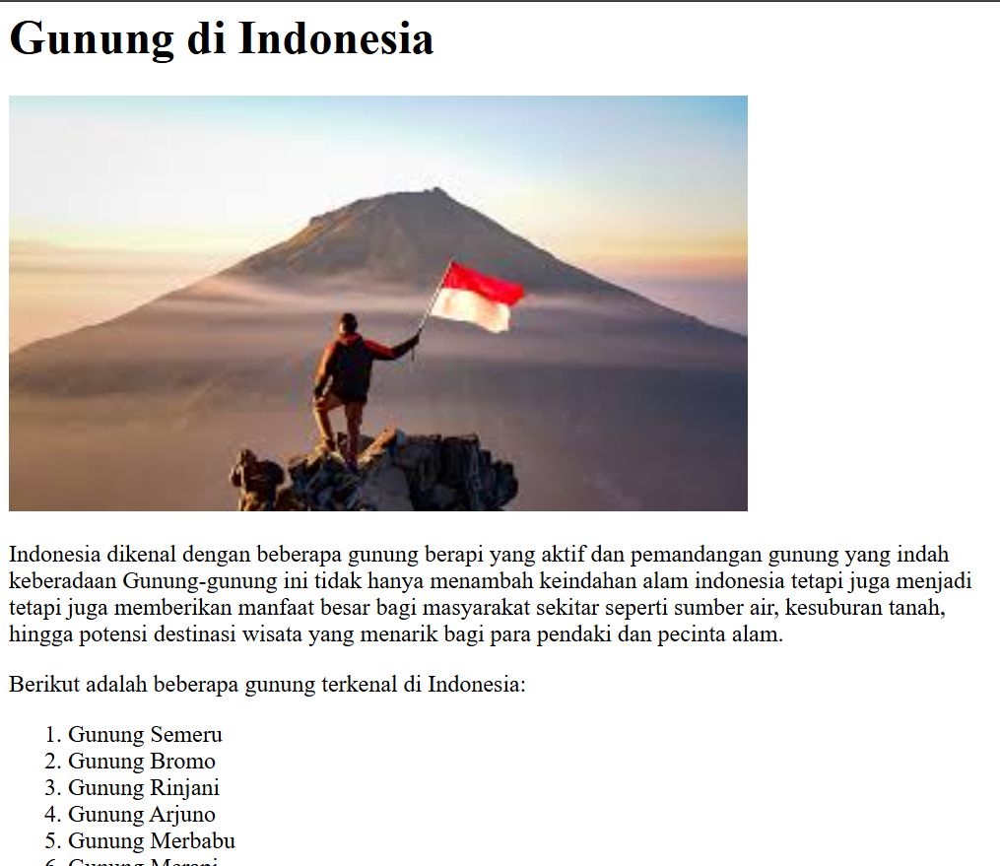 Gunung di Indonesia
Indonesia dikenal dengan beberapa gunung berapi yang aktif dan pemandangan gunung yang indah
keberadaan Gunung-gunung ini tidak hanya menambah keindahan alam indonesia tetapi juga menjadi
tetapi juga memberikan manfaat besar bagi masyarakat sekitar seperti sumber air, kesuburan tanah,
hingga potensi destinasi wisata yang menarik bagi para pendaki dan pecinta alam.
Berikut adalah beberapa gunung terkenal di Indonesia:
1. Gunung Semeru
2. Gunung Bromo
3. Gunung Rinjani
4. Gunung Arjuno
5. Gunung Merbabu
6. Gunung Merapi